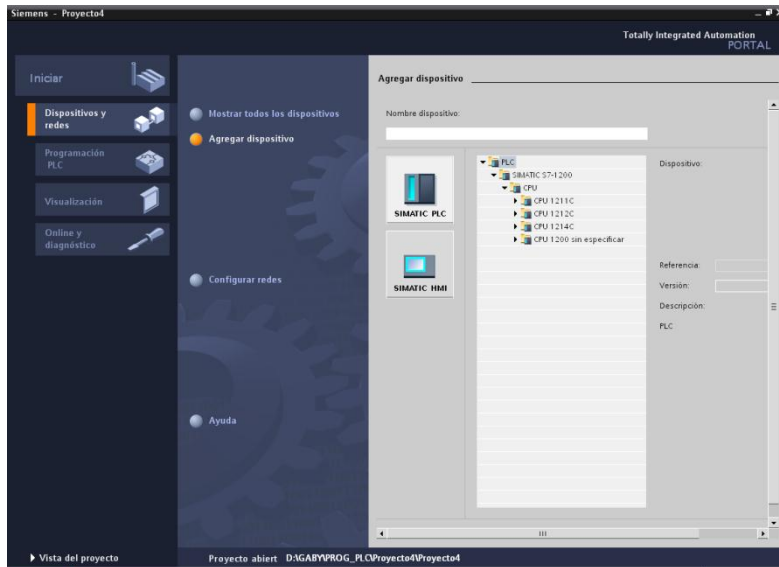 Siemens - Proyecto4
Totally Integrated Automation
PORTAL
Iniciar
Dispositivos y
redes
Programación
PLC
Visualización
Online y
diagnóstico
Mostrar todos los dispositivos
Agregar dispositivo
Configurar redes
Ayuda
Agregar dispositivo
Nombre dispositivo:
SIMATIC PLC
SIMATIC HMI
PLC
SIMATIC S7-1200
CPU
CPU 1211C
CPU 1212C
CPU 1214C
CPU 1200 sin especificar
Dispositivo:
Referencia:
Versión:
Descripción:
PLC
Vista del proyecto
Proyecto abiert D:\GABY\PROG_PLC\Proyecto4\Proyecto4